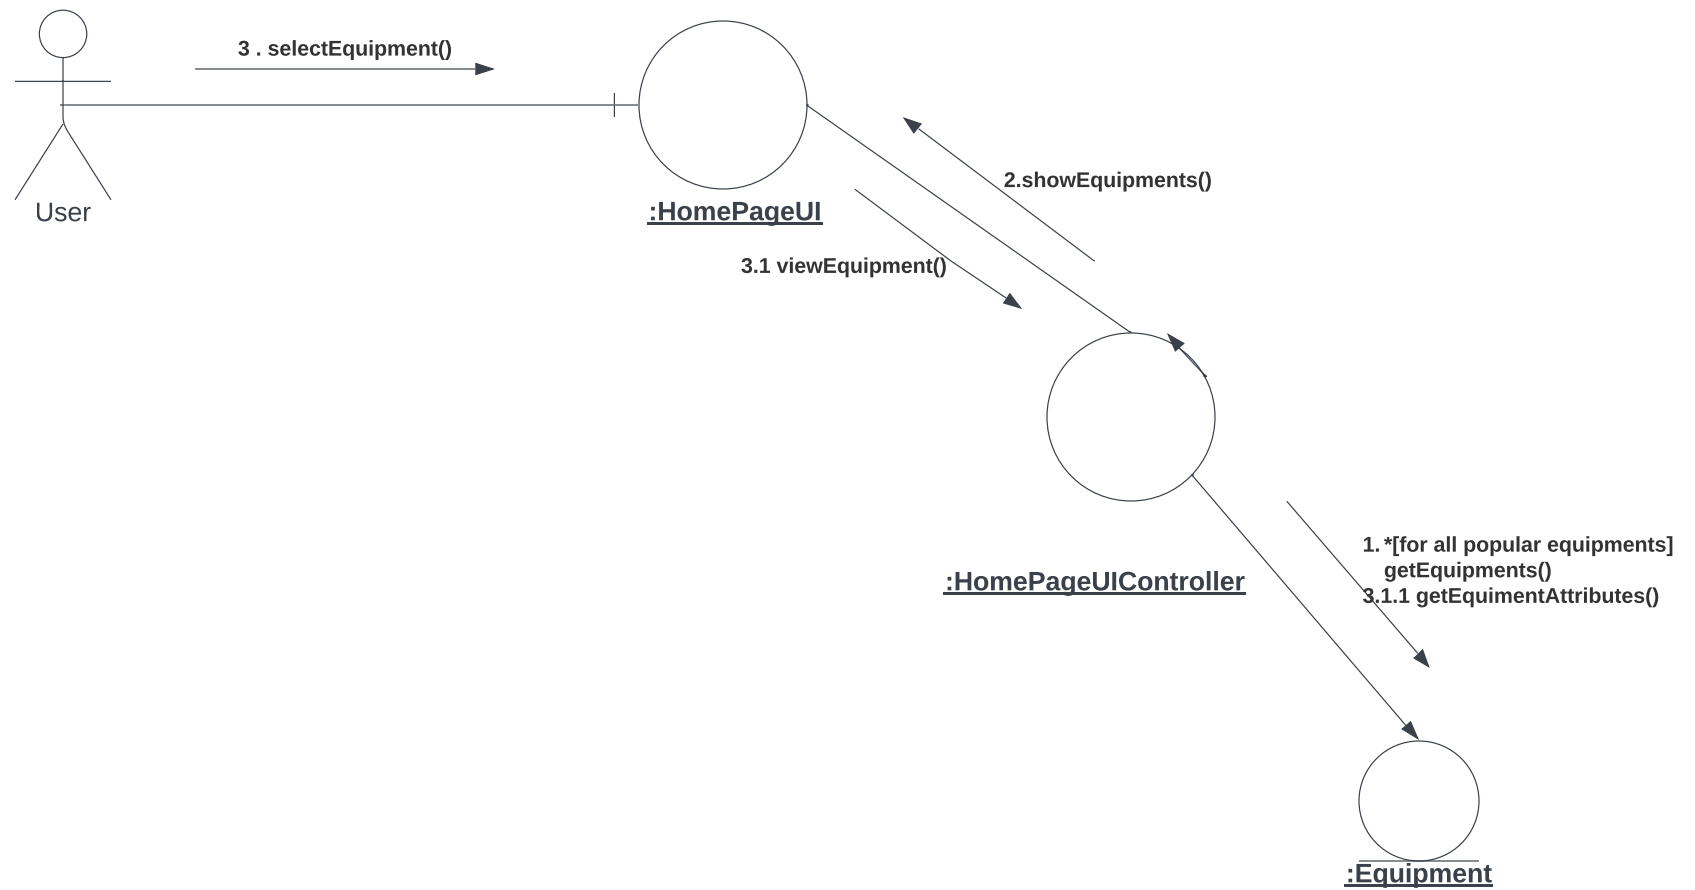 3 . selectEquipment()
User
:HomePageUI
2.showEquipments()
3.1 viewEquipment()
:HomePageUIController
1. *[for all popular equipments]
getEquipments()
3.1.1 getEquimentAttributes()
:Equipment